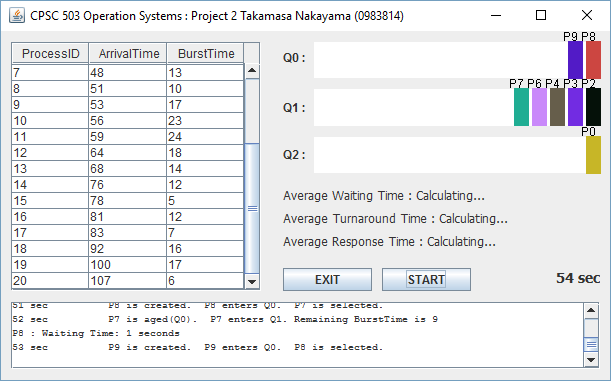 CPSC 503 Operation Systems : Project 2 Takamasa Nakayama (0983814)
ProcessID ArrivalTime BurstTime
7 48 13
8 51 10
9 53 17
10 56 23
11 59 24
12 64 18
13 68 14
14 76 12
15 78 5
16 81 12
17 83 7
18 92 16
19 100 17
20 107 6
P9 P8
Q0 :
P7 P6 P4 P3 P2
Q1 :
P0
Q2 :
Average Waiting Time : Calculating...
Average Turnaround Time : Calculating...
Average Response Time : Calculating...
EXIT START 54 sec
51 sec P8 is created. P8 enters Q0. P7 is selected.
52 sec P7 is aged(Q0). P7 enters Q1. Remaining BurstTime is 9
P8 : Waiting Time: 1 seconds
53 sec P9 is created. P9 enters Q0. P8 is selected.